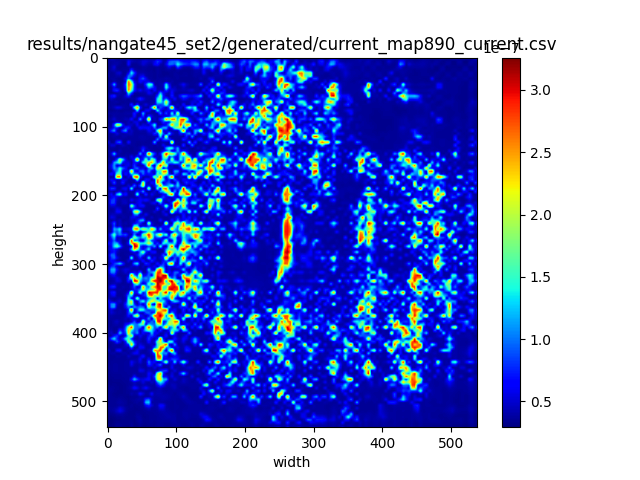 results/nangate45_set2/generated/current_map890_current.csv
1e−7
0
100
200
300
400
500
height
0 100 200 300 400 500
width
3.0
2.5
2.0
1.5
1.0
0.5